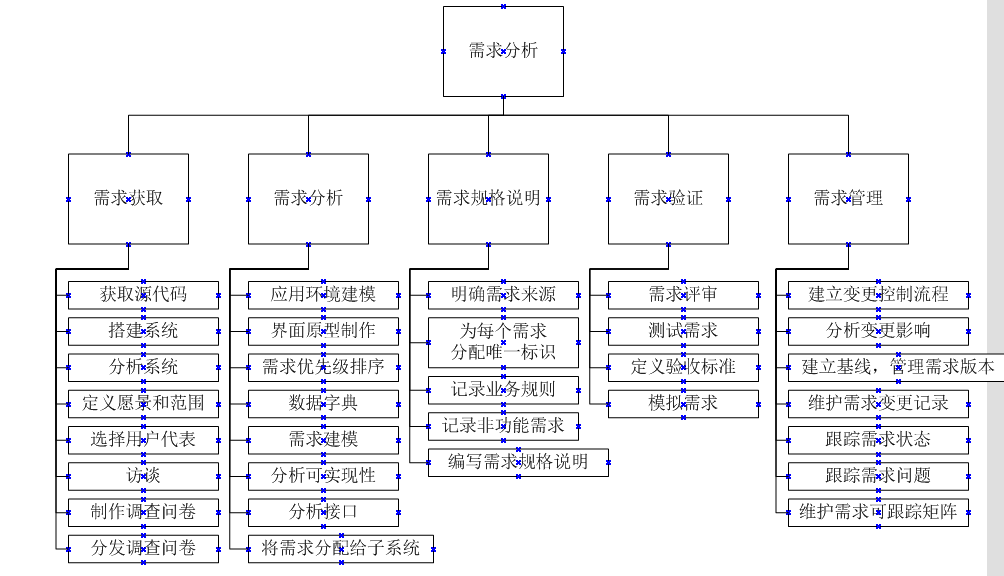 需求分析
需求获取
需求分析
需求规格说明
需求验证
需求管理
获取源代码
搭建系统
分析系统
定义愿景和范围
选择用户代表
访谈
制作调查问卷
分发调查问卷
应用环境建模
界面原型制作
需求优先级排序
数据字典
需求建模
分析可实现性
分析接口
将需求分配给子系统
明确需求来源
为每个需求
分配唯一标识
记录业务规则
记录非功能需求
编写需求规格说明
需求评审
测试需求
定义验收标准
模拟需求
建立变更控制流程
分析变更影响
建立基线，管理需求版本
维护需求变更记录
跟踪需求状态
跟踪需求问题
维护需求可跟踪矩阵